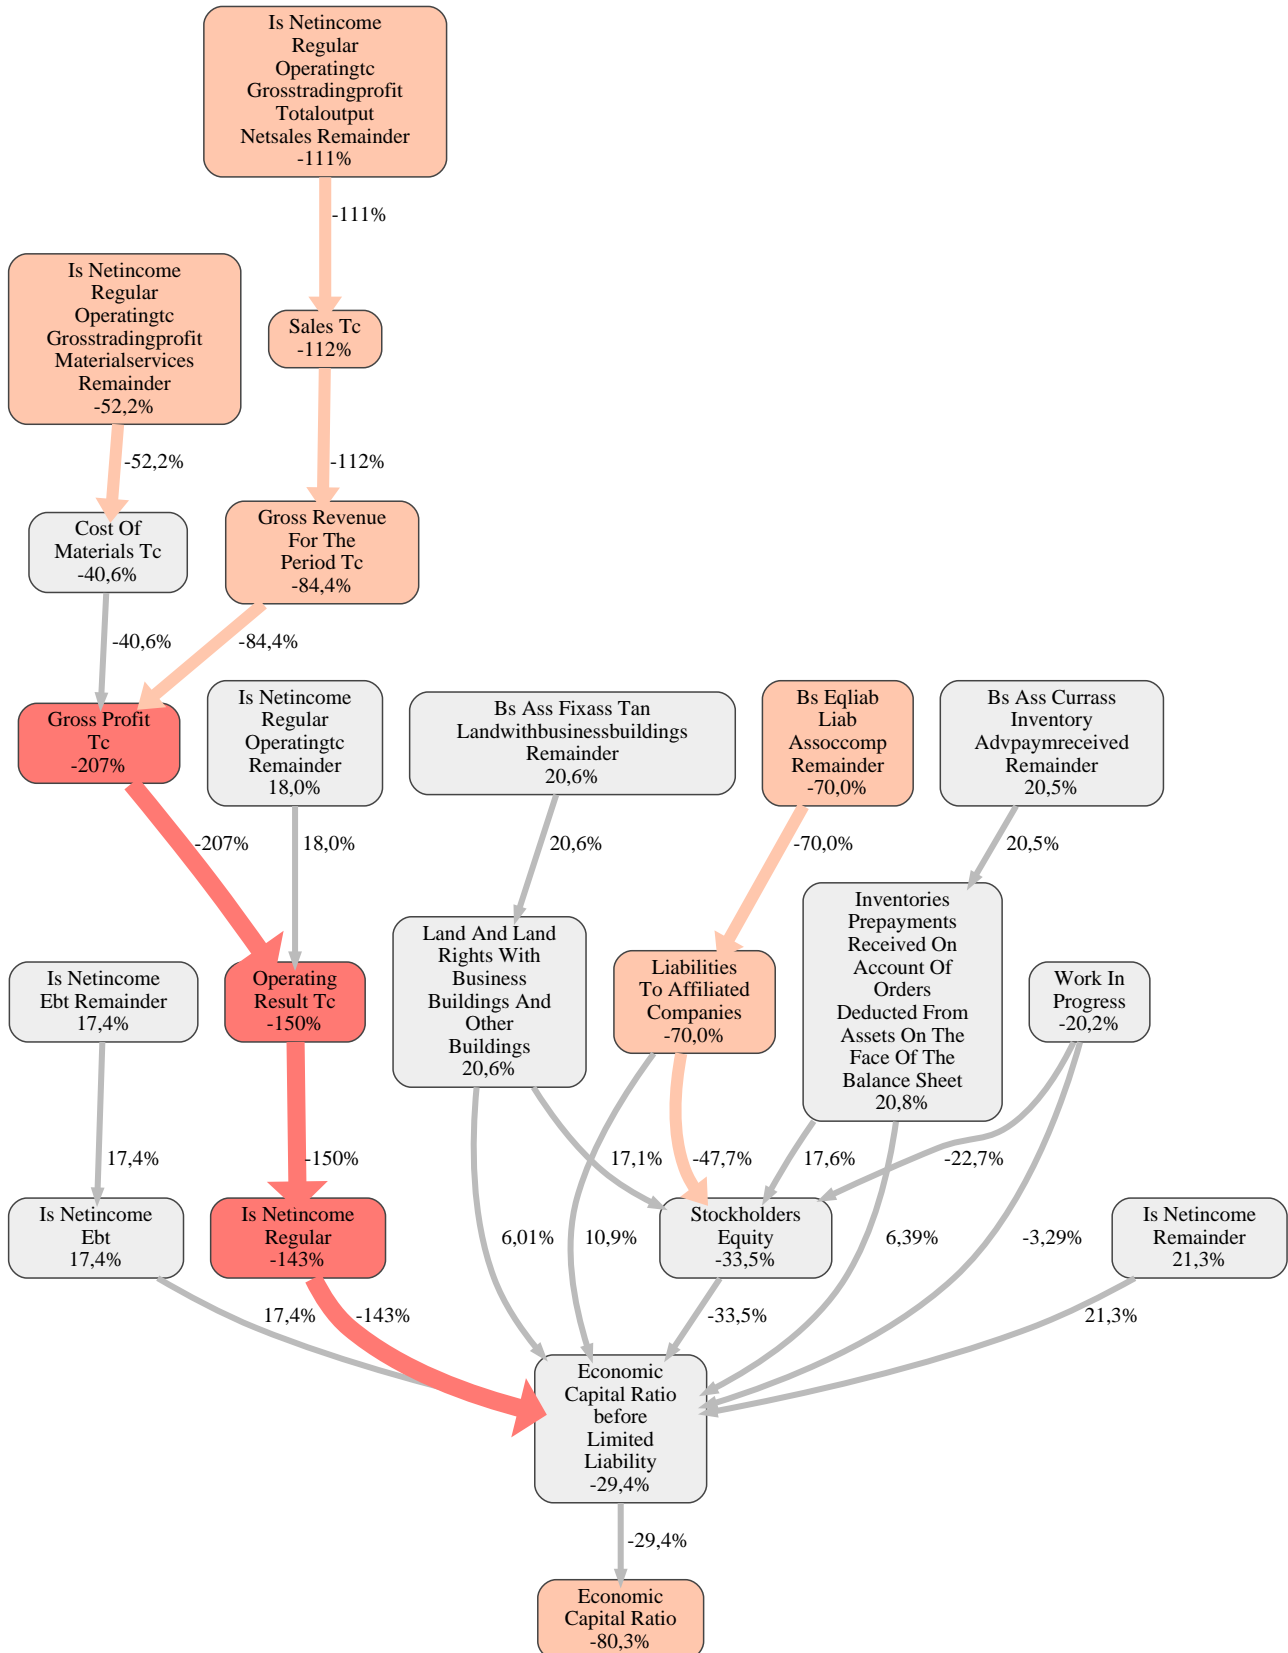 Is Netincome
Regular
Operatingtc
Grosstradingprofit
Totaloutput
Netsales Remainder
-111%
-111%
Is Netincome
Regular
Operatingtc
Grosstradingprofit
Materialservices
Remainder
-52,2%
Sales Tc
-112%
-52,2%
-112%
Cost Of
Materials Tc
-40,6%
Gross Revenue
For The
Period Tc
-84,4%
-40,6%
-84,4%
Gross Profit
Tc
-207%
Is Netincome
Regular
Operatingtc
Remainder
18,0%
Bs Ass Fixass Tan
Landwithbusinessbuildings
Remainder
20,6%
Bs Eqliab
Liab
Assoccomp
Remainder
-70,0%
Bs Ass Currass
Inventory
Advpaymreceived
Remainder
20,5%
-207%
18,0%
20,6%
-70,0%
20,5%
Is Netincome
Ebt Remainder
17,4%
Operating
Result Tc
-150%
Land And Land
Rights With
Business
Buildings And
Other
Buildings
20,6%
Liabilities
To Affiliated
Companies
-70,0%
Inventories
Prepayments
Received On
Account Of
Orders
Deducted From
Assets On The
Face Of The
Balance Sheet
20,8%
Work In
Progress
-20,2%
17,4%
-150%
17,1%
-47,7%
17,6%
-22,7%
Is Netincome
Ebt
17,4%
Is Netincome
Regular
-143%
6,01%
10,9%
Stockholders
Equity
-33,5%
6,39%
-3,29%
Is Netincome
Remainder
21,3%
17,4%
-143%
-33,5%
21,3%
Economic
Capital Ratio
before
Limited
Liability
-29,4%
-29,4%
Economic
Capital Ratio
-80,3%